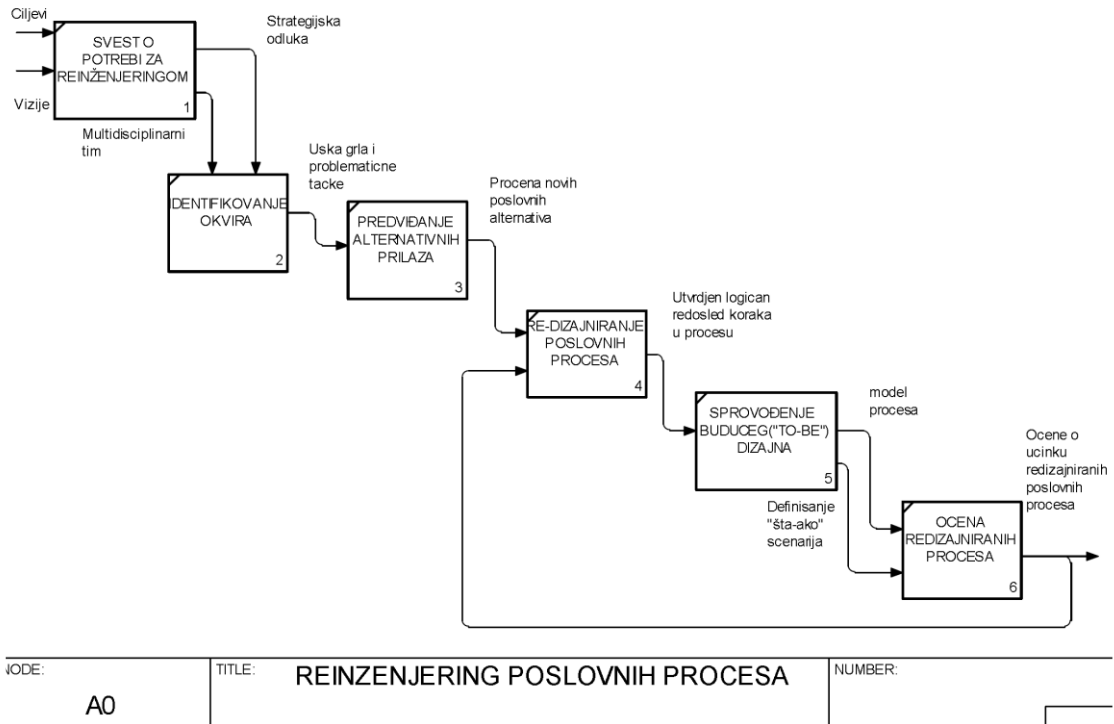 Ciljevi
Vizije
SVEST O
POTREBI ZA
REINŽENJERINGOM
1
Strategijska
odluka
Multidisciplinarni
tim
IDENTIFIKOVANJE
OKVIRA
2
Uska grla i
problematicne
tacke
PREDVIĐANJE
ALTERNATIVNIH
PRILAZA
3
Procena novih
poslovnih
alternativa
RE-DIZAJNIRANJE
POSLOVNIH
PROCESA
4
Utvrdjen logican
redosled koraka
u procesu
SPROVOĐENJE
BUDUCEG("TO-BE")
DIZAJNA
5
model
procesa
Definisanje
"šta-ako"
scenarija
OCENA
REDIZAJNIRANIH
PROCESA
6
Ocene o
ucinku
redizajniranih
poslovnih
procesa
NODE:
A0
TITLE:
REINZENJERING POSLOVNIH PROCESA
NUMBER: